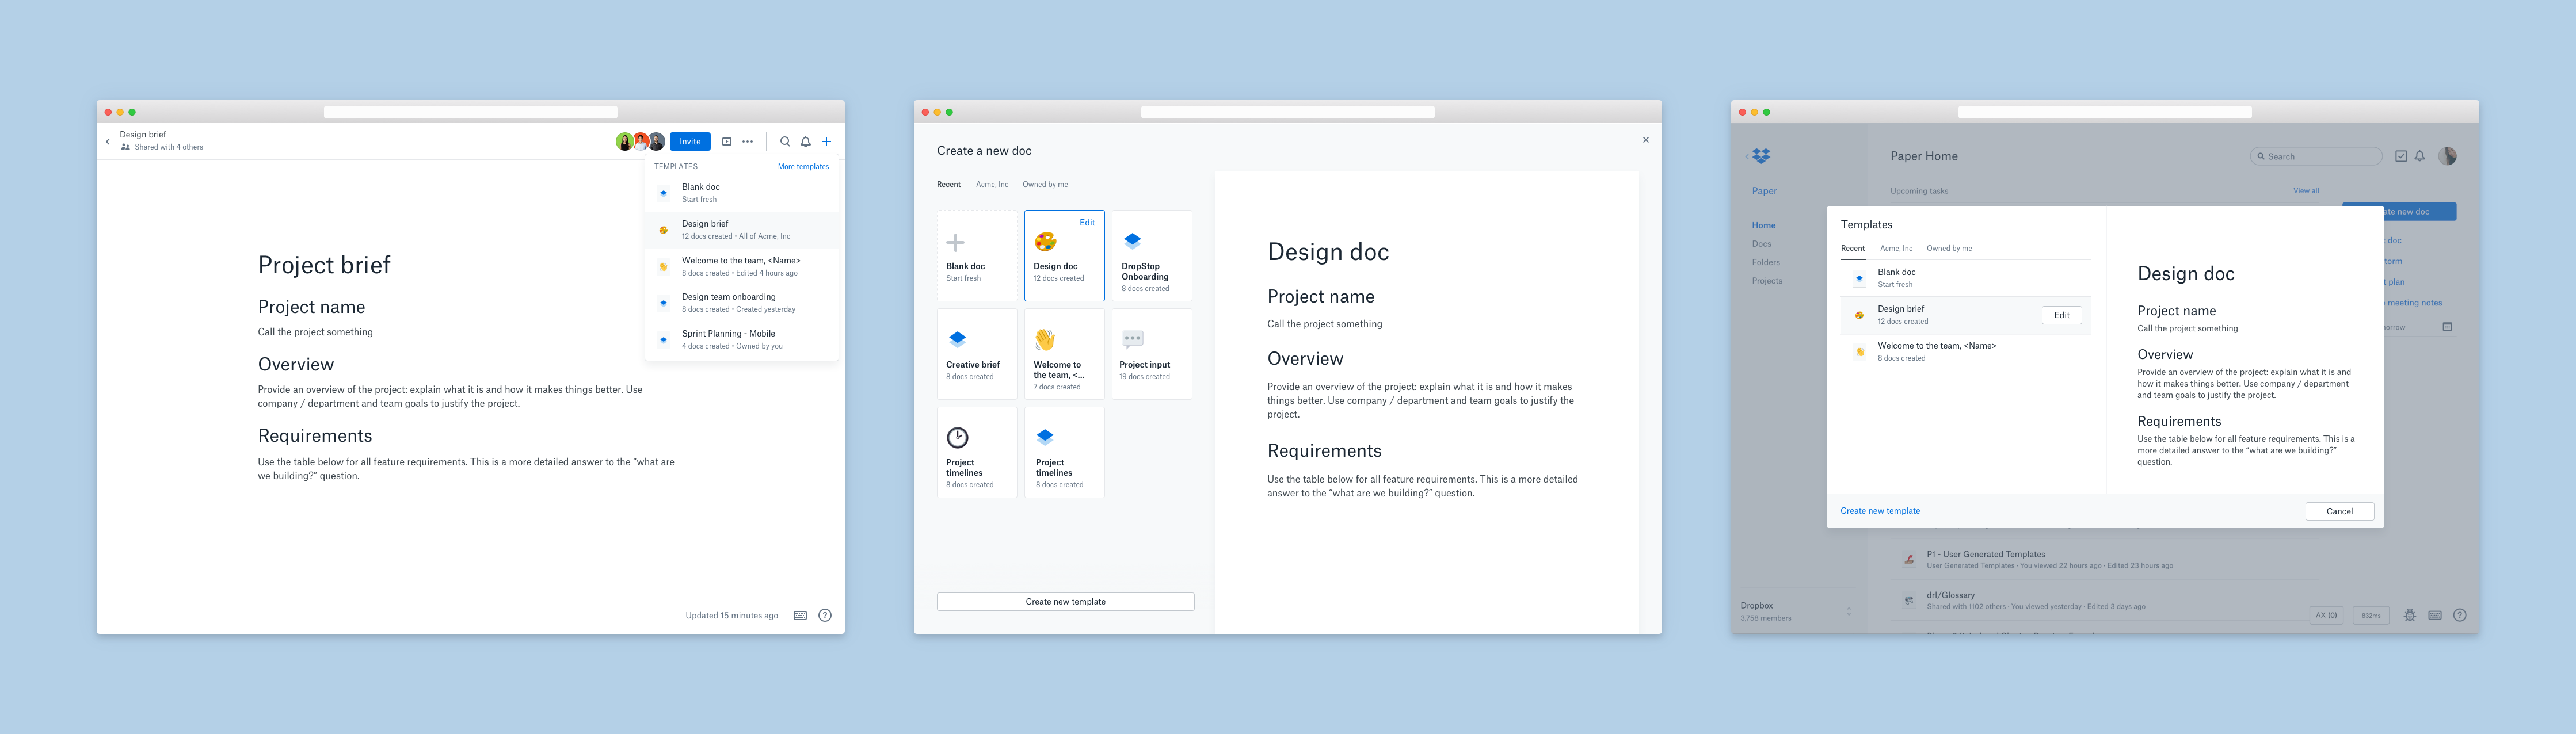 Design brief
Shared with 4 others
Invite
TEMPLATES
More templates
Blank doc
Start fresh
Design brief
12 docs created • All of Acme, Inc
Welcome to the team, <Name>
8 docs created • Edited 4 hours ago
Design team onboarding
8 docs created • Created yesterday
Sprint Planning - Mobile
4 docs created • Owned by you
Project brief
Project name
Call the project something
Overview
Provide an overview of the project: explain what it is and how it makes things better. Use
company / department and team goals to justify the project.
Requirements
Use the table below for all feature requirements. This is a more detailed answer to the “what are
we building?” question.
Updated 15 minutes ago
Create a new doc
Recent
Acme, Inc
Owned by me
Blank doc
Start fresh
Edit
Design doc
12 docs created
DropStop
Onboarding
8 docs created
Creative brief
8 docs created
Welcome to
the team, <...
7 docs created
Project input
19 docs created
Project
timelines
8 docs created
Project
timelines
8 docs created
Create new template
Design doc
Project name
Call the project something
Overview
Provide an overview of the project: explain what it is and how it makes
things better. Use company / department and team goals to justify the
project.
Requirements
Use the table below for all feature requirements. This is a more detailed
answer to the “what are we building?” question.
Paper Home
Search
Paper
Upcoming tasks
View all
Home
Docs
Folders
Projects
new doc
doc
plan
meeting notes
Templates
Recent
Acme, Inc
Owned by me
Blank doc
Start fresh
Design brief
12 docs created
Edit
Welcome to the team, <Name>
8 docs created
Design doc
Project name
Call the project something
Overview
Provide an overview of the project: explain what it is and
how it makes things better. Use company / department
and team goals to justify the project.
Requirements
Use the table below for all feature requirements. This is a
more detailed answer to the “what are we building?”
question.
Create new template
Cancel
P1 - User Generated Templates
User Generated Templates · You viewed 22 hours ago · Edited 23 hours ago
drl/Glossary
Shared with 1102 others · You viewed yesterday · Edited 3 days ago
Dropbox
3,758 members
AX (0)
832ms